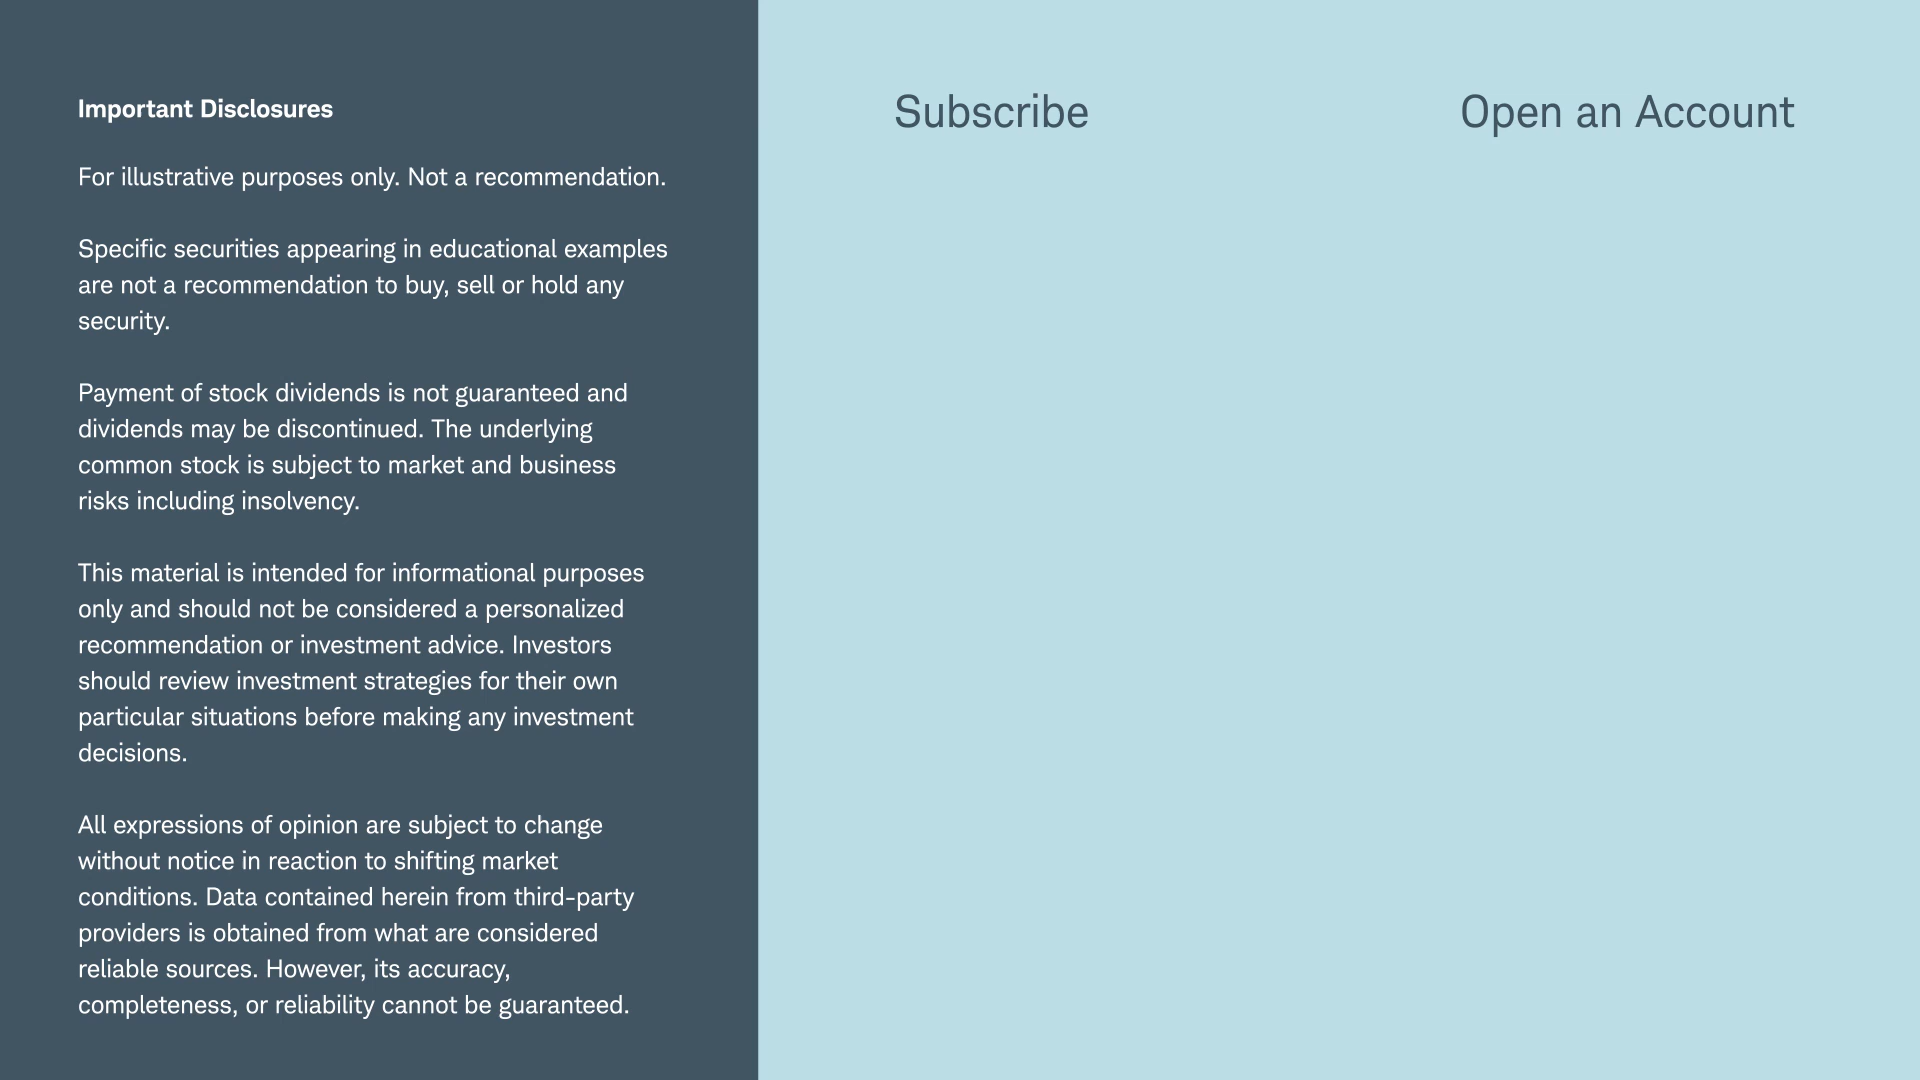 Important Disclosures
For illustrative purposes only. Not a recommendation.
Specific securities appearing in educational examples
are not a recommendation to buy, sell or hold any
security.
Payment of stock dividends is not guaranteed and
dividends may be discontinued. The underlying
common stock is subject to market and business
risks including insolvency.
This material is intended for informational purposes
only and should not be considered a personalized
recommendation or investment advice. Investors
should review investment strategies for their own
particular situations before making any investment
decisions.
All expressions of opinion are subject to change
without notice in reaction to shifting market
conditions. Data contained herein from third-party
providers is obtained from what are considered
reliable sources. However, its accuracy,
completeness, or reliability cannot be guaranteed.
Subscribe
Open an Account